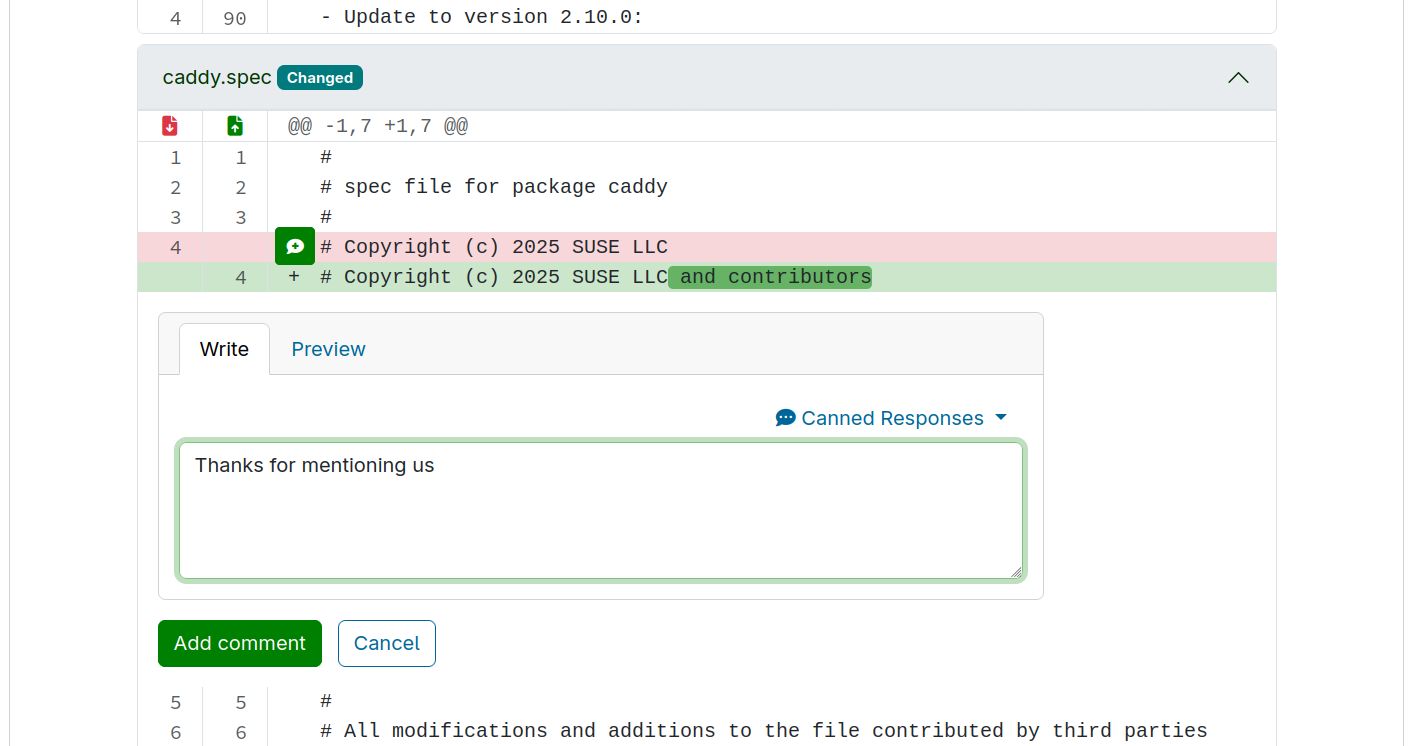 4 90 - Update to version 2.10.0:
caddy.spec Changed
@@ -1,7 +1,7 @@
1 1 #
2 2 # spec file for package caddy
3 3 #
4 # Copyright (c) 2025 SUSE LLC
4 + # Copyright (c) 2025 SUSE LLC and contributors
Write Preview
Canned Responses
Thanks for mentioning us
Add comment Cancel
5 5 #
6 6 # All modifications and additions to the file contributed by third parties